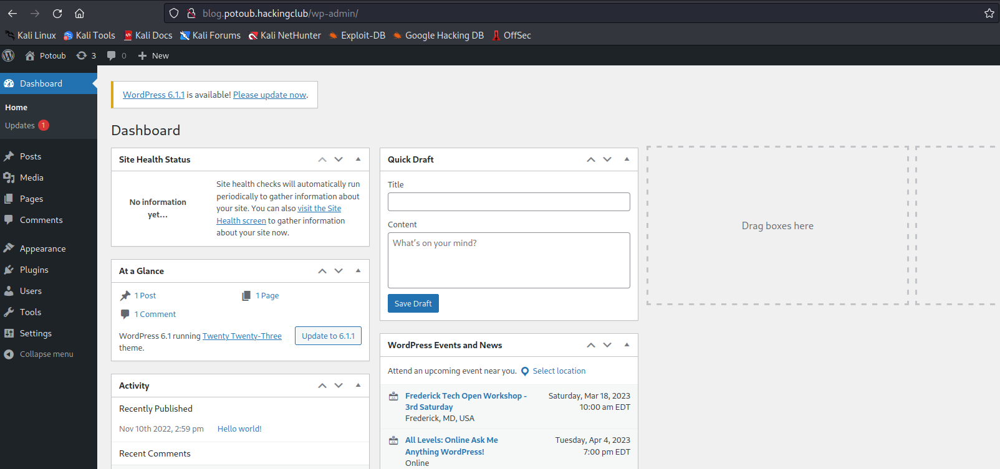 blog.potoub.hackingclub/wp-admin/
Kali Linux Kali Tools Kali Docs Kali Forums Kali NetHunter Exploit-DB Google Hacking DB OffSec
Potoub 3 0 New
Dashboard
Home
Updates 1
Posts
Media
Pages
Comments
Appearance
Plugins
Users
Tools
Settings
Collapse menu
WordPress 6.1.1 is available! Please update now.
Dashboard
Site Health Status
No information
yet...
Site health checks will automatically run
periodically to gather information about
your site. You can also visit the Site
Health screen to gather information
about your site now.
At a Glance
1 Post
1 Page
1 Comment
WordPress 6.1 running Twenty Twenty-Three
theme.
Update to 6.1.1
Activity
Recently Published
Nov 10th 2022, 2:59 pm Hello world!
Recent Comments
Quick Draft
Title
Content
What's on your mind?
Save Draft
WordPress Events and News
Attend an upcoming event near you. Select location
Frederick Tech Open Workshop -
3rd Saturday
Frederick, MD, USA
Saturday, Mar 18, 2023
10:00 am EDT
All Levels: Online Ask Me
Anything WordPress!
Online
Tuesday, Apr 4, 2023
7:00 pm EDT
Drag boxes here